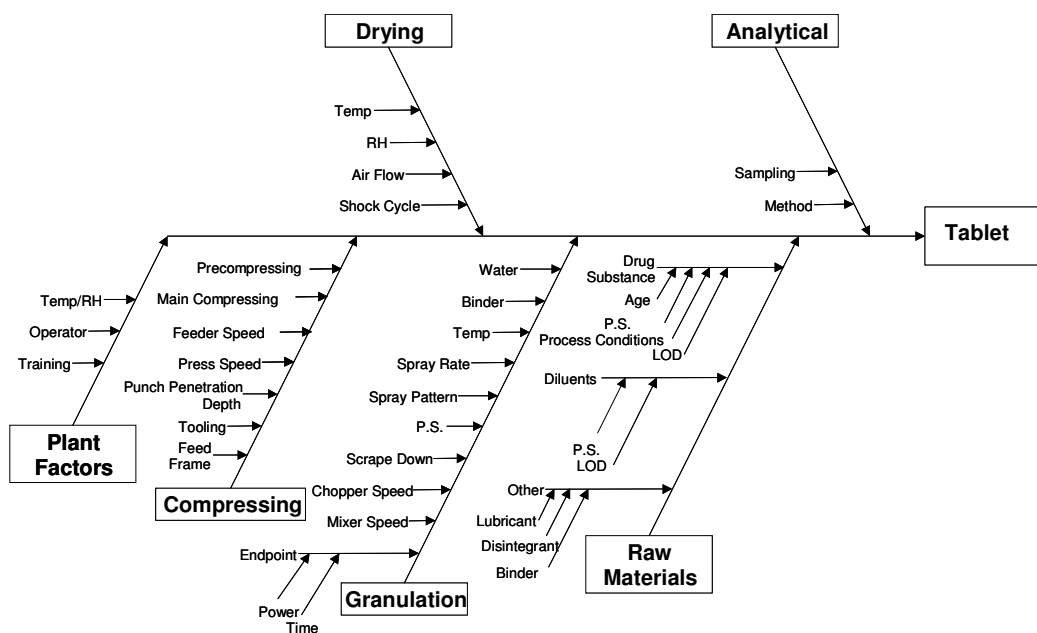 Drying
Analytical
Temp
RH
Air Flow
Shock Cycle
Sampling
Method
Tablet
Temp/RH
Operator
Training
Plant
Factors
Precompressing
Main Compressing
Feeder Speed
Press Speed
Punch Penetration
Depth
Tooling
Feed
Frame
Compressing
Water
Binder
Temp
Spray Rate
Spray Pattern
P.S.
Scrape Down
Chopper Speed
Mixer Speed
Endpoint
Power
Time
Granulation
Drug
Substance
Age
P.S.
Process Conditions
LOD
Diluents
P.S.
LOD
Other
Lubricant
Disintegrant
Binder
Raw
Materials